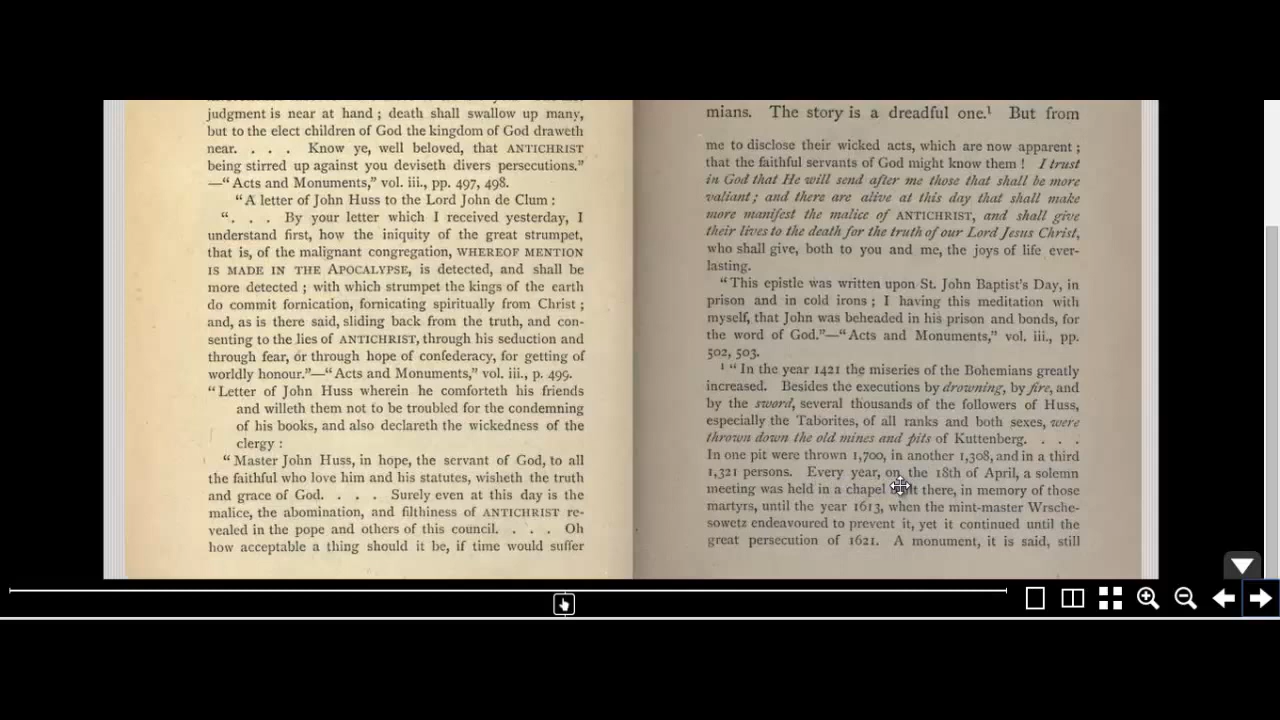 judgment is near at hand ; death shall swallow up many,
but to the elect children of God the kingdom of God draweth
near. . . . Know ye, well beloved, that ANTICHRIST
being stirred up against you deviseth divers persecutions.”
—“Acts and Monuments,” vol. iii., pp. 497, 498.
“A letter of John Huss to the Lord John de Clum :
“. . . By your letter which I received yesterday, I
understand first, how the iniquity of the great strumpet,
that is, of the malignant congregation, WHEREOF MENTION
IS MADE IN THE APOCALYPSE, is detected, and shall be
more detected ; with which strumpet the kings of the earth
do commit fornication, fornicating spiritually from Christ ;
and, as is there said, sliding back from the truth, and con-
senting to the lies of ANTICHRIST, through his seduction and
through fear, or through hope of confederacy, for getting of
worldly honour.”—“Acts and Monuments,” vol. iii., p. 499.
“Letter of John Huss wherein he comforteth his friends
and willeth them not to be troubled for the condemning
of his books, and also declareth the wickedness of the
clergy :
“Master John Huss, in hope, the servant of God, to all
the faithful who love him and his statutes, wisheth the truth
and grace of God. . . . Surely even at this day is the
malice, the abomination, and filthiness of ANTICHRIST re-
vealed in the pope and others of this council. . . . Oh
how acceptable a thing should it be, if time would suffer
mians. The story is a dreadful one.¹ But from
me to disclose their wicked acts, which are now apparent ;
that the faithful servants of God might know them ! I trust
in God that He will send after me those that shall be more
valiant ; and there are alive at this day that shall make
more manifest the malice of ANTICHRIST, and shall give
their lives to the death for the truth of our Lord Jesus Christ,
who shall give, both to you and me, the joys of life ever-
lasting.
“This epistle was written upon St. John Baptist's Day, in
prison and in cold irons ; I having this meditation with
myself, that John was beheaded in his prison and bonds, for
the word of God.”—“Acts and Monuments,” vol. iii., pp.
502, 503.
¹ “In the year 1421 the miseries of the Bohemians greatly
increased. Besides the executions by drowning, by fire, and
by the sword, several thousands of the followers of Huss,
especially the Taborites, of all ranks and both sexes, were
thrown down the old mines and pits of Kuttenberg. . . .
In one pit were thrown 1,700, in another 1,308, and in a third
1,321 persons. Every year, on the 18th of April, a solemn
meeting was held in a chapel there, in memory of those
martyrs, until the year 1613, when the mint-master Wrsche-
sowetz endeavoured to prevent it, yet it continued until the
great persecution of 1621. A monument, it is said, still